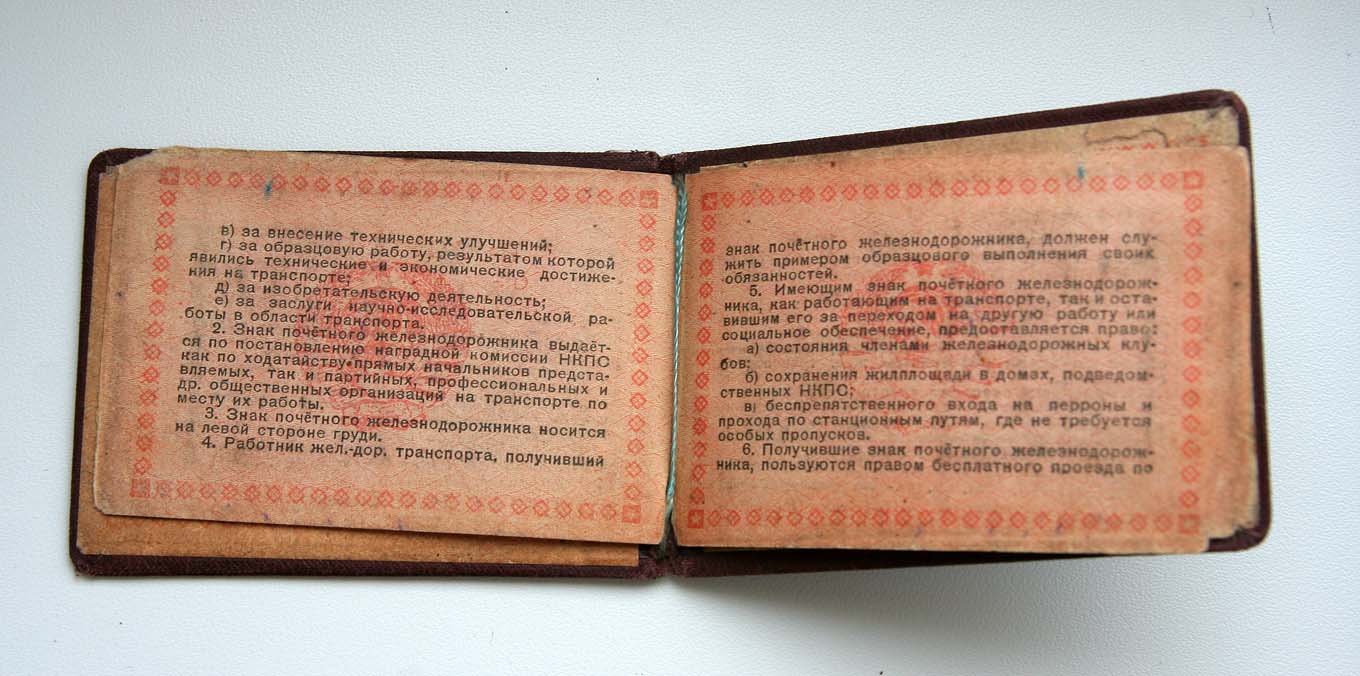 в) за внесение технических улучшений;
г) за образцовую работу, результатом которой
явились технические и экономические достиже-
ния на транспорте;
д) за изобретательскую деятельность;
е) за заслуги научно-исследовательской ра-
боты в области транспорта.
2. Знак почётного железнодорожника выдаёт-
ся по постановлению наградной комиссии НКПС
как по ходатайству прямых начальников предста-
вляемых, так и партийных, профессиональных и
др. общественных организаций на транспорте по
месту их работы.
3. Знак почётного железнодорожника носится
на левой стороне груди.
4. Работник жел.-дор. транспорта, получивший
знак почётного железнодорожника, должен слу-
жить примером образцового выполнения своих
обязанностей.
5. Имеющим знак почётного железнодорож-
ника, как работающим на транспорте, так и оста-
вившим его за переходом на другую работу или
социальное обеспечение, предоставляется право:
а) состояния членами железнодорожных клу-
бов;
б) сохранения жилплощади в домах, подведом-
ственных НКПС;
в) беспрепятственного входа на перроны и
прохода по станционным путям, где не требуется
особых пропусков.
6. Получившие знак почётного железнодорож-
ника, пользуются правом бесплатного проезда по